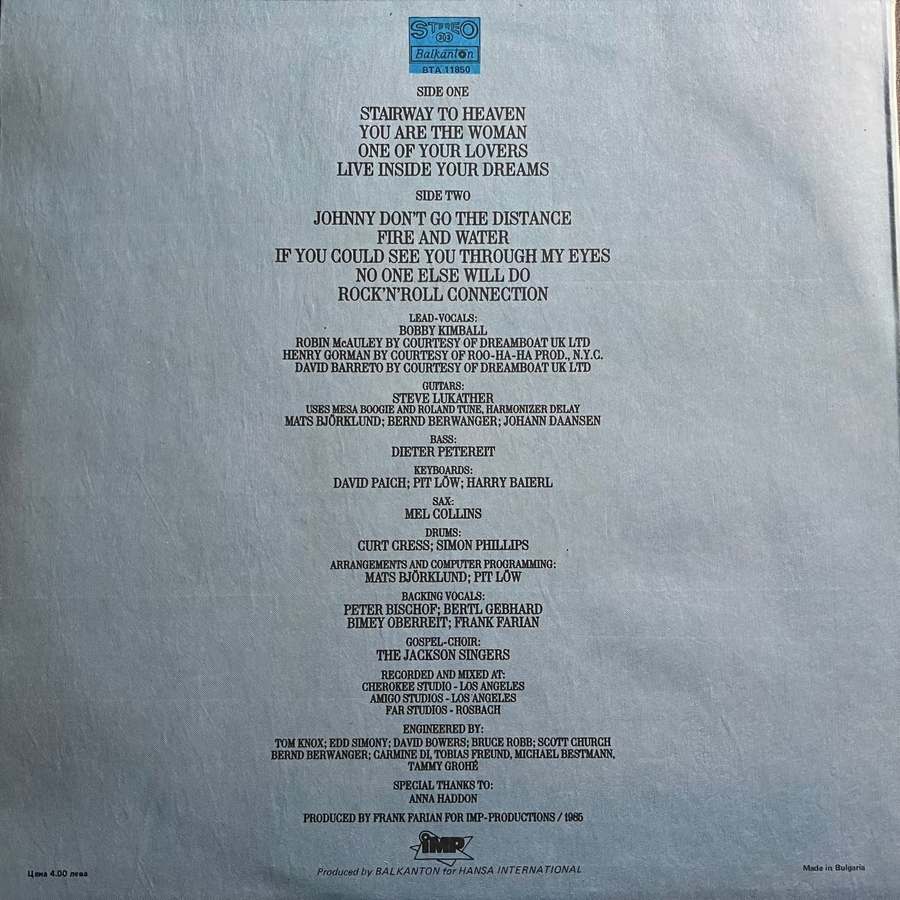 STEREO
303
Balkanton
BTA 11850
SIDE ONE
STAIRWAY TO HEAVEN
YOU ARE THE WOMAN
ONE OF YOUR LOVERS
LIVE INSIDE YOUR DREAMS
SIDE TWO
JOHNNY DON'T GO THE DISTANCE
FIRE AND WATER
IF YOU COULD SEE YOU THROUGH MY EYES
NO ONE ELSE WILL DO
ROCK'N'ROLL CONNECTION
LEAD-VOCALS:
BOBBY KIMBALL
ROBIN McAULEY BY COURTESY OF DREAMBOAT UK LTD
HENRY GORMAN BY COURTESY OF ROO-HA-HA PROD., N.Y.C.
DAVID BARRETO BY COURTESY OF DREAMBOAT UK LTD
GUITARS:
STEVE LUKATHER
USES MESA BOOGIE AND ROLAND TUNE, HARMONIZER DELAY
MATS BJÖRKLUND; BERND BERWANGER; JOHANN DAANSEN
BASS:
DIETER PETEREIT
KEYBOARDS:
DAVID PAICH; PIT LÖW; HARRY BAIERL
SAX:
MEL COLLINS
DRUMS:
CURT CRESS; SIMON PHILLIPS
ARRANGEMENTS AND COMPUTER PROGRAMMING:
MATS BJÖRKLUND; PIT LÖW
BACKING VOCALS:
PETER BISCHOF; BERTL GEBHARD
BIMEY OBERREIT; FRANK FARIAN
GOSPEL-CHOIR:
THE JACKSON SINGERS
RECORDED AND MIXED AT:
CHEROKEE STUDIO - LOS ANGELES
AMIGO STUDIOS - LOS ANGELES
FAR STUDIOS - ROSBACH
ENGINEERED BY:
TOM KNOX; EDD SIMONY; DAVID BOWERS; BRUCE ROBB; SCOTT CHURCH
BERND BERWANGER; CARMINE DI, TOBIAS FREUND, MICHAEL BESTMANN,
TAMMY GROHÉ
SPECIAL THANKS TO:
ANNA HADDON
PRODUCED BY FRANK FARIAN FOR IMP-PRODUCTIONS / 1985
IMP
Produced by BALKANTON for HANSA INTERNATIONAL
Цена 4.00 лева
Made in Bulgaria